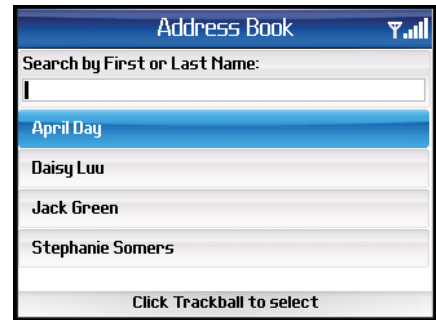 Address Book
Search by First or Last Name:
April Day
Daisy Luu
Jack Green
Stephanie Somers
Click Trackball to select